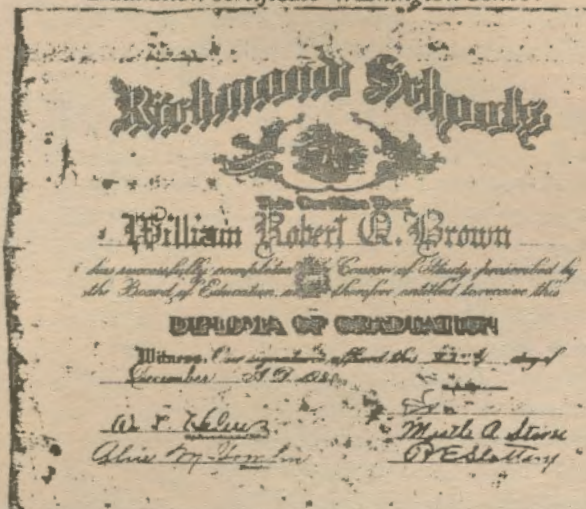 Richmond Schools
This Certifies That
William Robert Q. Brown
has successfully completed Course of Study prescribed by
the Board of Education and therefore entitled to receive this
DIPLOMA OF GRADUATION
Witness Our signatures affixed this day of
December A.D.
Myrtle A Stone
Alice M.
R E Slattery